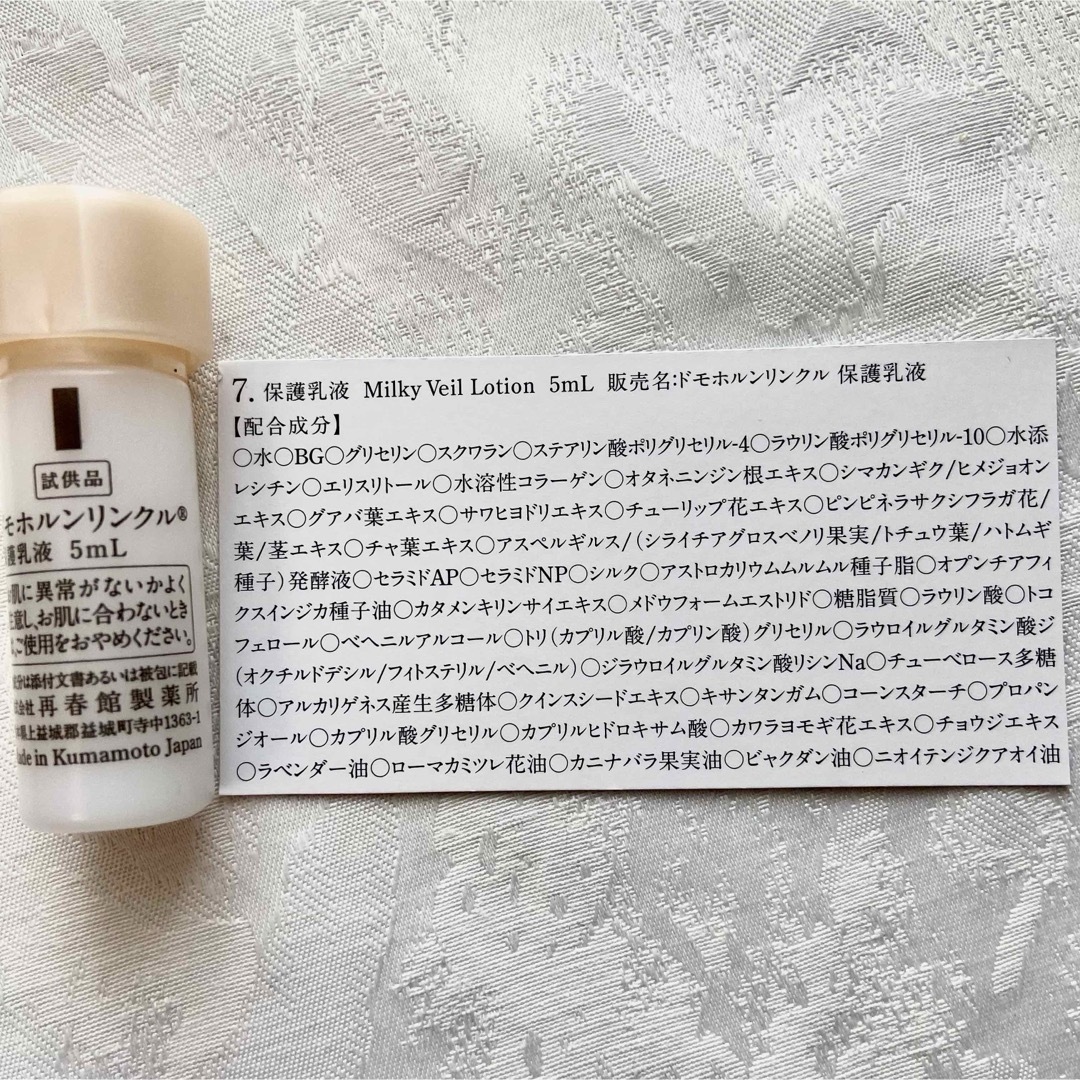 試供品
モホルンリンクル®
護乳液 5mL
肌に異常がないかよく
注意し、お肌に合わないとき
、ご使用をおやめください。
成分は添付文書あるいは被包に記載
会社 再春館製薬所
県上益城郡益城町寺中1363-1
de in Kumamoto Japan
7. 保護乳液 Milky Veil Lotion 5mL 販売名:ドモホルンリンクル 保護乳液
【配合成分】
○水○BG○グリセリン○スクワラン○ステアリン酸ポリグリセリル-4○ラウリン酸ポリグリセリル-10○水添
レシチン○エリスリトール○水溶性コラーゲン○オタネニンジン根エキス○シマカンギク/ヒメジョオン
エキス○グアバ葉エキス○サワヒヨドリエキス○チューリップ花エキス○ピンピネラサクシフラガ花/
葉/茎エキス○チャ葉エキス○アスペルギルス/(シライチアグロスベノリ果実/トチュウ葉/ハトムギ
種子)発酵液○セラミドAP○セラミドNP○シルク○アストロカリウムムルムル種子脂○オプンチアフィ
クスインジカ種子油○カタメンキリンサイエキス○メドウフォームエストリド○糖脂質○ラウリン酸○トコ
フェロール○ベヘニルアルコール○トリ(カプリル酸/カプリン酸)グリセリル○ラウロイルグルタミン酸ジ
(オクチルドデシル/フィトステリル/ベヘニル)○ジラウロイルグルタミン酸リシンNa○チューベロース多糖
体○アルカリゲネス産生多糖体○クインスシードエキス○キサンタンガム○コーンスターチ○プロパン
ジオール○カプリル酸グリセリル○カプリルヒドロキサム酸○カワラヨモギ花エキス○チョウジエキス
○ラベンダー油○ローマカミツレ花油○カニナバラ果実油○ビャクダン油○ニオイテンジクアオイ油